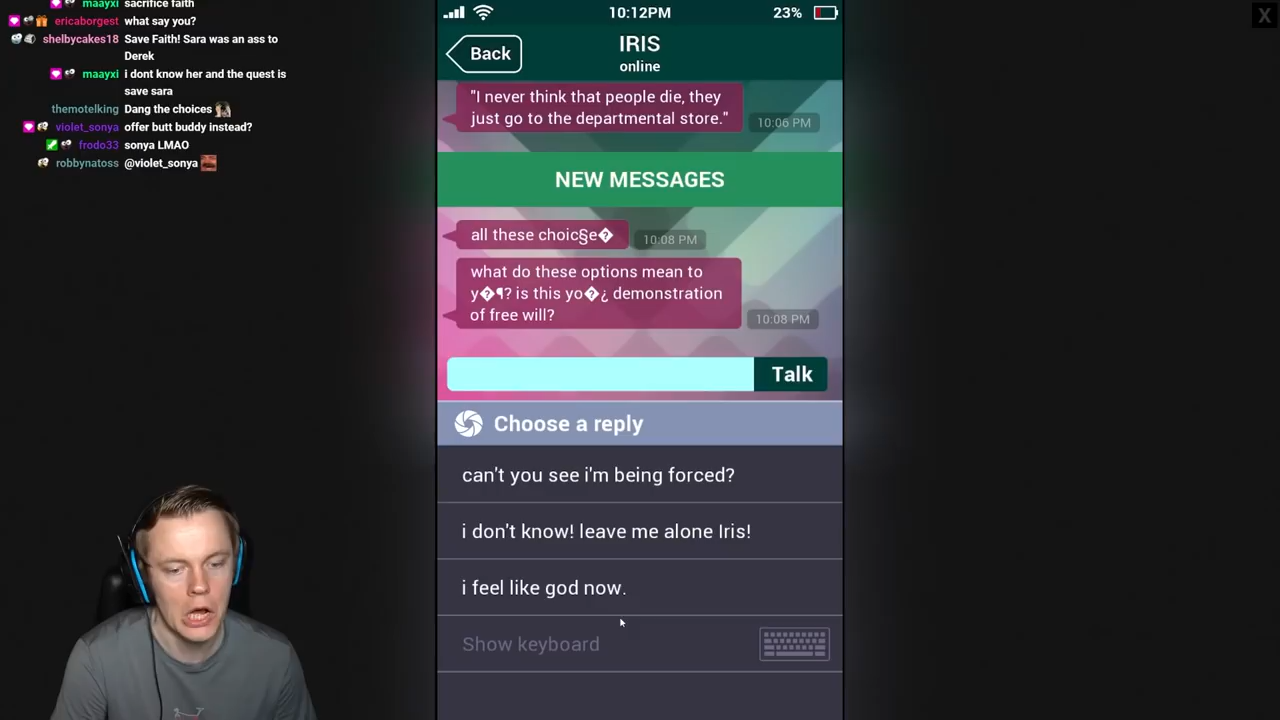 maayxi sacrifice faith
ericaborgest what say you?
shelbycakes18 Save Faith! Sara was an ass to
Derek
maayxi i dont know her and the quest is
save sara
themotelking Dang the choices
violet_sonya offer butt buddy instead?
frodo33 sonya LMAO
robbynatoss @violet_sonya
10:12PM
23%
X
Back
IRIS
online
"I never think that people die, they
just go to the departmental store."
10:06 PM
NEW MESSAGES
all these choic§e�
10:08 PM
what do these options mean to
y�¶? is this yo�¿ demonstration
of free will?
10:08 PM
Talk
Choose a reply
can't you see i'm being forced?
i don't know! leave me alone Iris!
i feel like god now.
Show keyboard